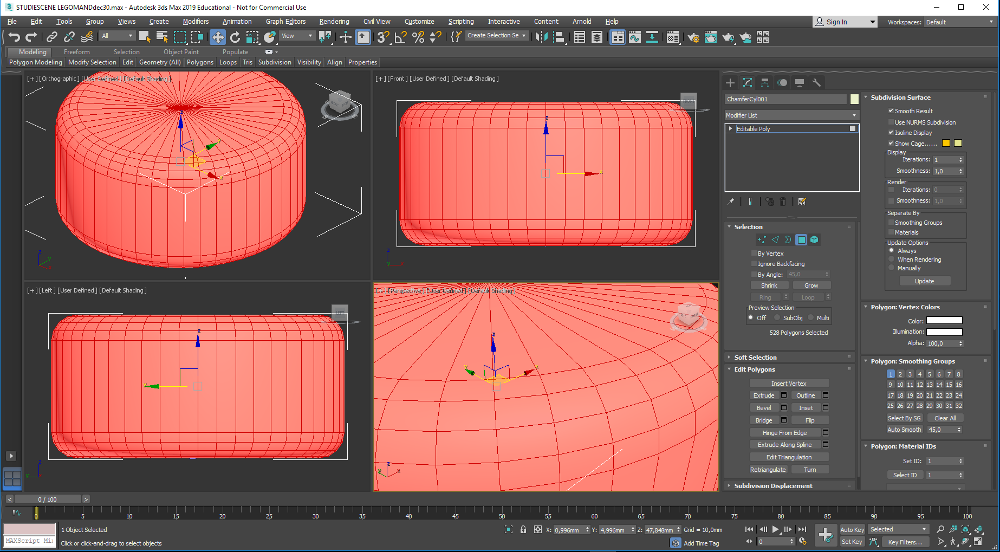 STUDIESCENE LEGOMANDdec30.max - Autodesk 3ds Max 2019 Educational - Not for Commercial Use
File Edit Tools Group Views Create Modifiers Animation Graph Editors Rendering Civil View Customize Scripting Interactive Content Arnold Help Sign In Workspaces: Default
All View Create Selection Se
Modeling Freeform Selection Object Paint Populate
Polygon Modeling Modify Selection Edit Geometry (All) Polygons Loops Tris Subdivision Visibility Align Properties
[+] [Orthographic] [User Defined] [Default Shading]
[+] [Front] [User Defined] [Default Shading]
FRONT
z
y
x
z
x
z
y
x
z
y
x
[+] [Left] [User Defined] [Default Shading]
LEFT
z
y
z
y
[+] [Perspective] [User Defined] [Default Shading]
z
y
x
z
y
x
ChamferCyl001
Modifier List
Editable Poly
Selection
By Vertex
Ignore Backfacing
By Angle: 45,0
Shrink Grow
Ring Loop
Preview Selection
Off SubObj Multi
528 Polygons Selected
Soft Selection
Edit Polygons
Insert Vertex
Extrude Outline
Bevel Inset
Bridge Flip
Hinge From Edge
Extrude Along Spline
Edit Triangulation
Retriangulate Turn
Subdivision Displacement
Subdivision Surface
Smooth Result
Use NURMS Subdivision
Isoline Display
Show Cage......
Display
Iterations: 1
Smoothness: 1,0
Render
Iterations: 0
Smoothness: 1,0
Separate By
Smoothing Groups
Materials
Update Options
Always
When Rendering
Manually
Update
Polygon: Vertex Colors
Color:
Illumination:
Alpha: 100,0
Polygon: Smoothing Groups
1 2 3 4 5 6 7 8
9 10 11 12 13 14 15 16
17 18 19 20 21 22 23 24
25 26 27 28 29 30 31 32
Select By SG Clear All
Auto Smooth 45,0
Polygon: Material IDs
Set ID: 1
Select ID 1
< 0 / 100 >
0 5 10 15 20 25 30 35 40 45 50 55 60 65 70 75 80 85 90 95 100
1 Object Selected
X: 0,996mm Y: 4,996mm Z: 47,848mm Grid = 10,0mm
Auto Key Selected
MAXScript Mi
Click or click-and-drag to select objects
Add Time Tag
0
Set Key Key Filters...